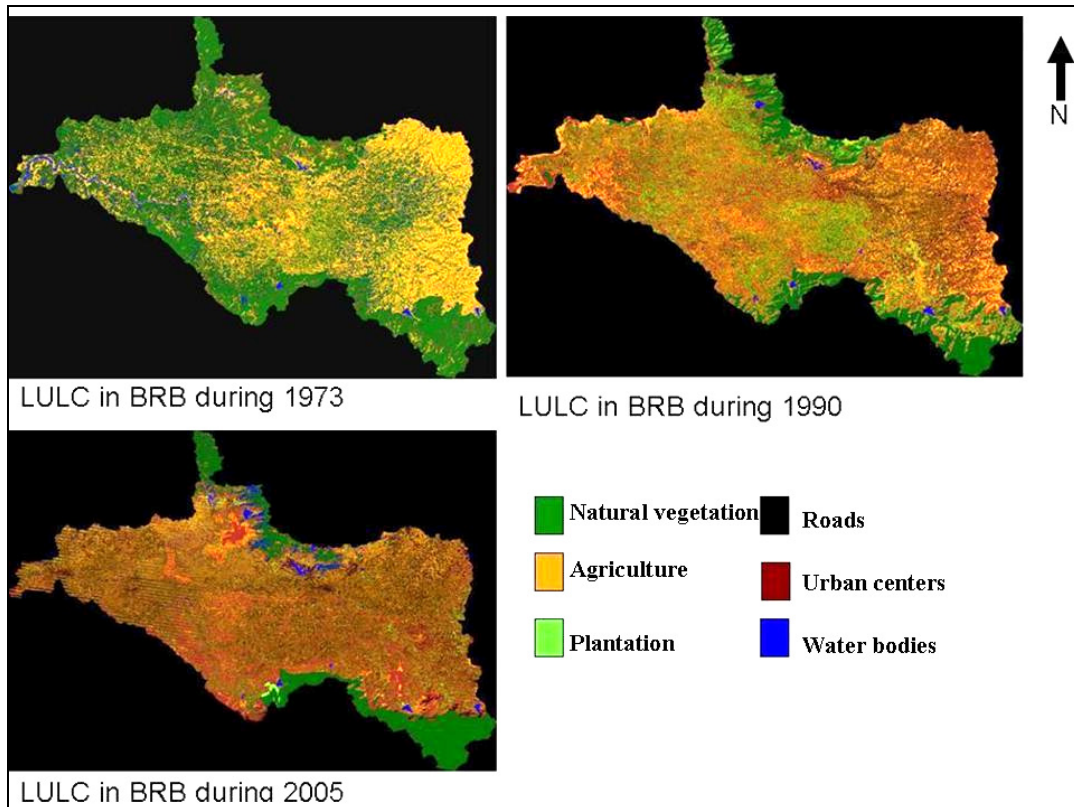 N
LULC in BRB during 1973
LULC in BRB during 1990
Natural vegetation
Roads
Agriculture
Urban centers
Plantation
Water bodies
LULC in BRB during 2005